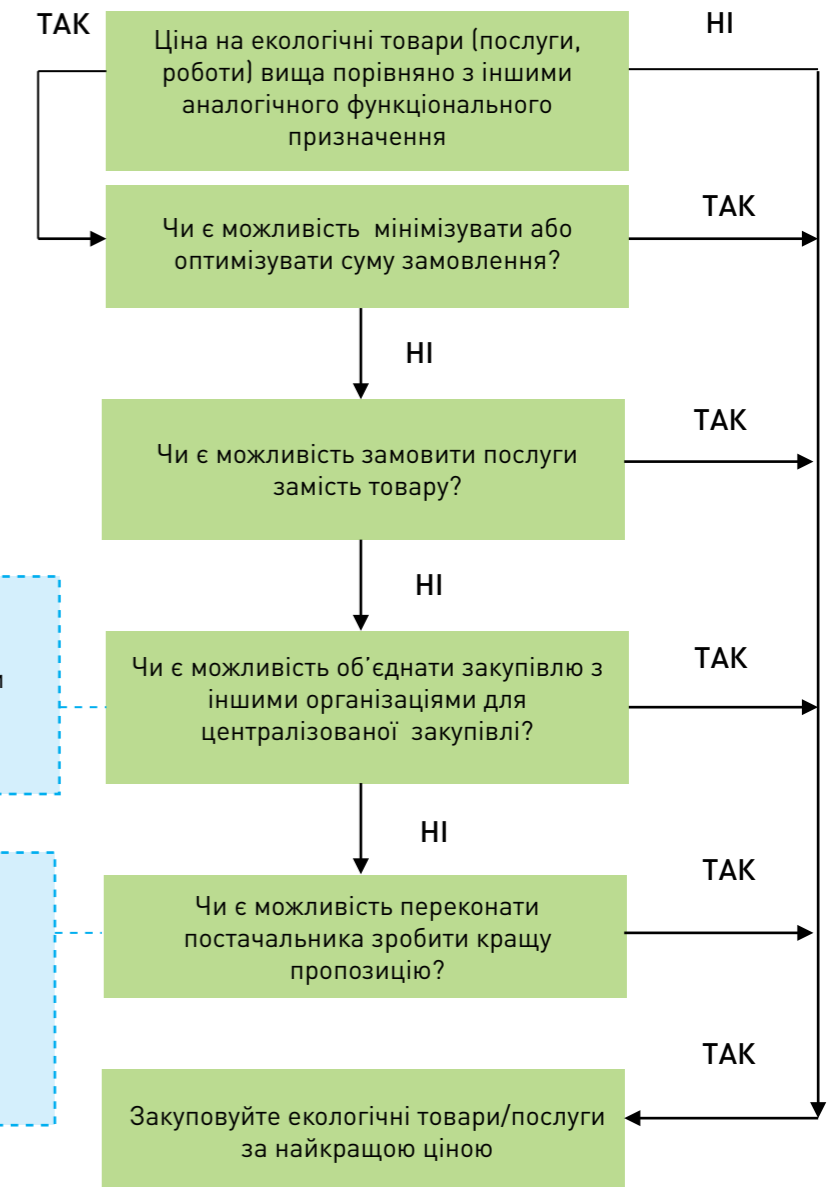 ТАК
НІ
Ціна на екологічні товари (послуги,
роботи) вища порівняно з іншими
аналогічного функціонального
призначення
Чи є можливість мінімізувати або
оптимізувати суму замовлення?
ТАК
НІ
Чи є можливість замовити послуги
замість товару?
ТАК
НІ
Чи є можливість об’єднати закупівлю з
іншими організаціями для
централізованої закупівлі?
ТАК
НІ
Чи є можливість переконати
постачальника зробити кращу
пропозицію?
ТАК
ТАК
Закуповуйте екологічні товари/послуги
за найкращою ціною